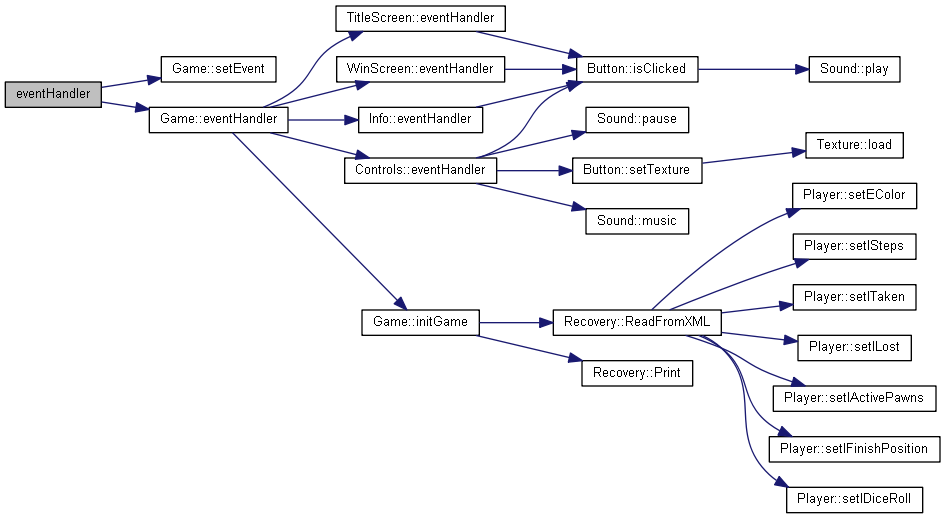 eventHandler
Game::setEvent
Game::eventHandler
TitleScreen::eventHandler
WinScreen::eventHandler
Info::eventHandler
Controls::eventHandler
Game::initGame
Button::isClicked
Sound::pause
Button::setTexture
Sound::music
Recovery::ReadFromXML
Recovery::Print
Sound::play
Texture::load
Player::setEColor
Player::setISteps
Player::setITaken
Player::setILost
Player::setIActivePawns
Player::setIFinishPosition
Player::setIDiceRoll